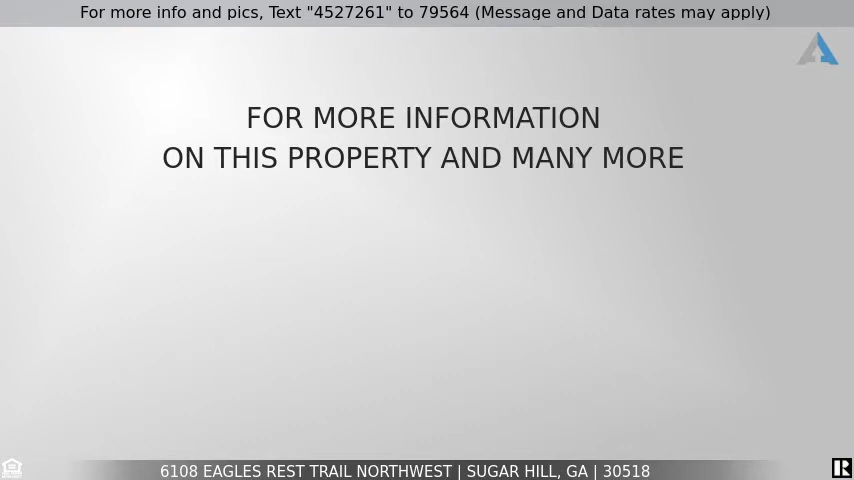 For more info and pics, Text "4527261" to 79564 (Message and Data rates may apply)
FOR MORE INFORMATION
ON THIS PROPERTY AND MANY MORE
6108 EAGLES REST TRAIL NORTHWEST | SUGAR HILL, GA | 30518